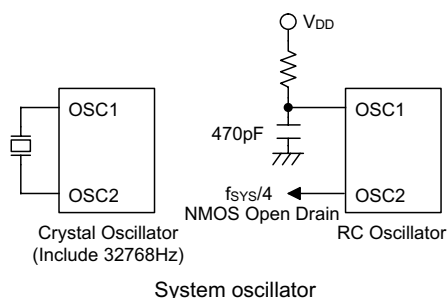 OSC1
OSC2
Crystal Oscillator
(Include 32768Hz)
VDD
470pF
OSC1
fSYS/4
OSC2
NMOS Open Drain
RC Oscillator
System oscillator